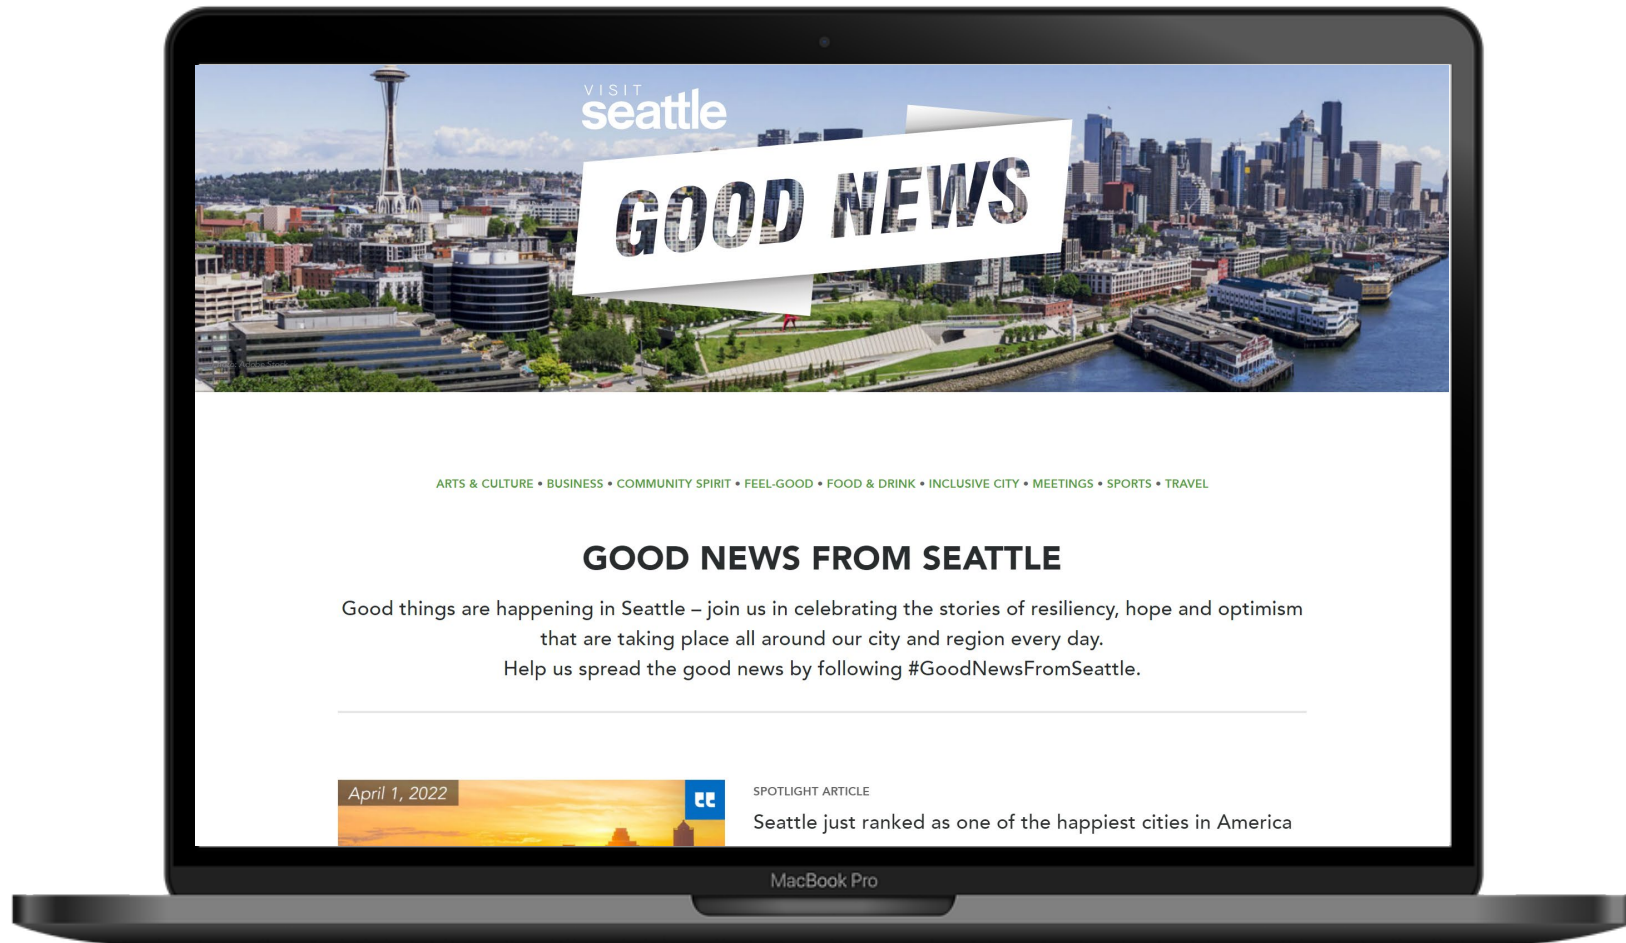 VISIT
seattle
GOOD NEWS
ARTS & CULTURE • BUSINESS • COMMUNITY SPIRIT • FEEL-GOOD • FOOD & DRINK • INCLUSIVE CITY • MEETINGS • SPORTS • TRAVEL
GOOD NEWS FROM SEATTLE
Good things are happening in Seattle – join us in celebrating the stories of resiliency, hope and optimism
that are taking place all around our city and region every day.
Help us spread the good news by following #GoodNewsFromSeattle.
April 1, 2022
SPOTLIGHT ARTICLE
Seattle just ranked as one of the happiest cities in America
MacBook Pro